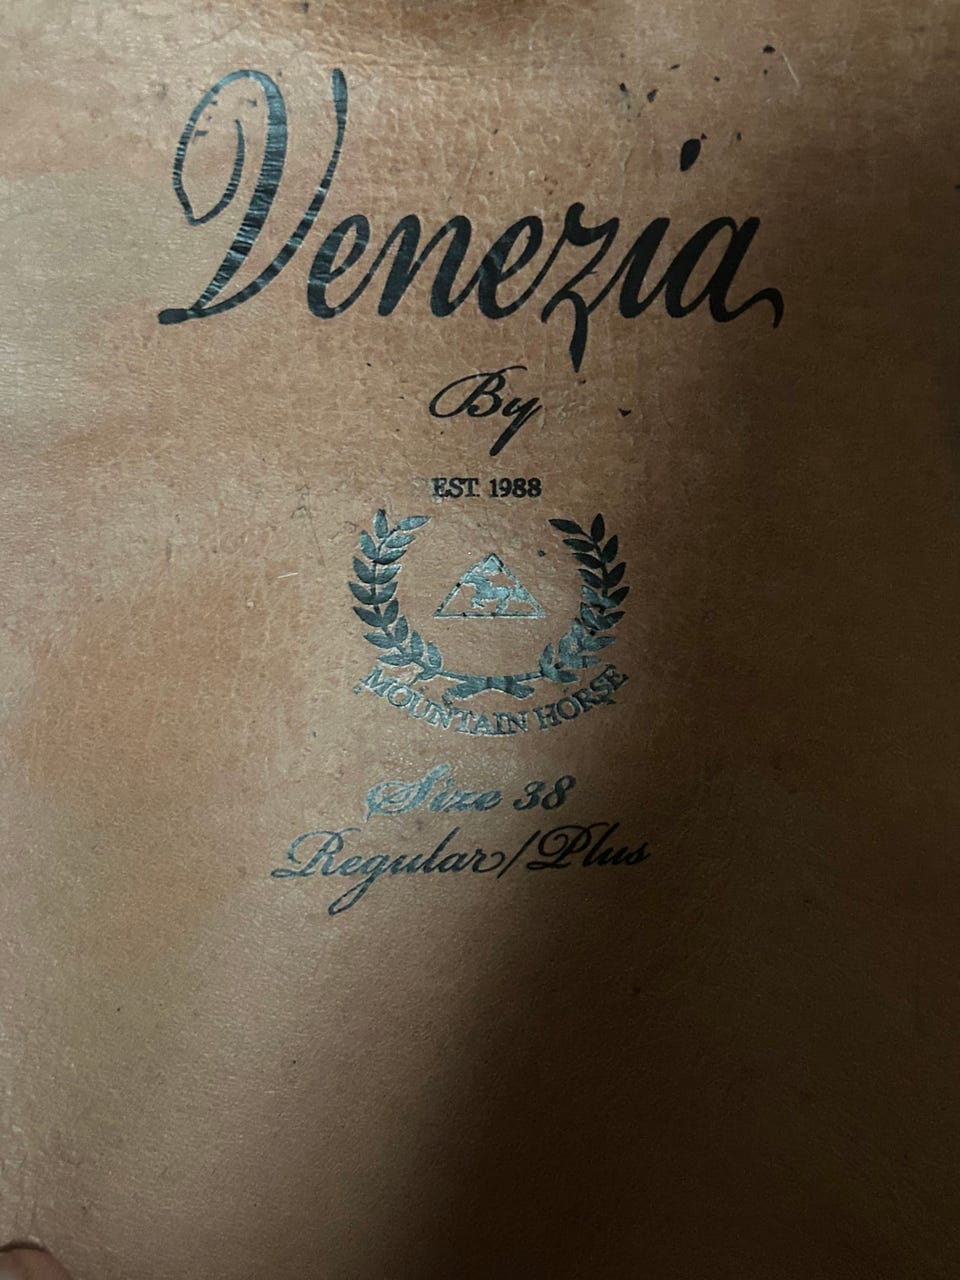 Venezia
By
EST. 1988
MOUNTAIN HORSE
Size 38
Regular/Plus